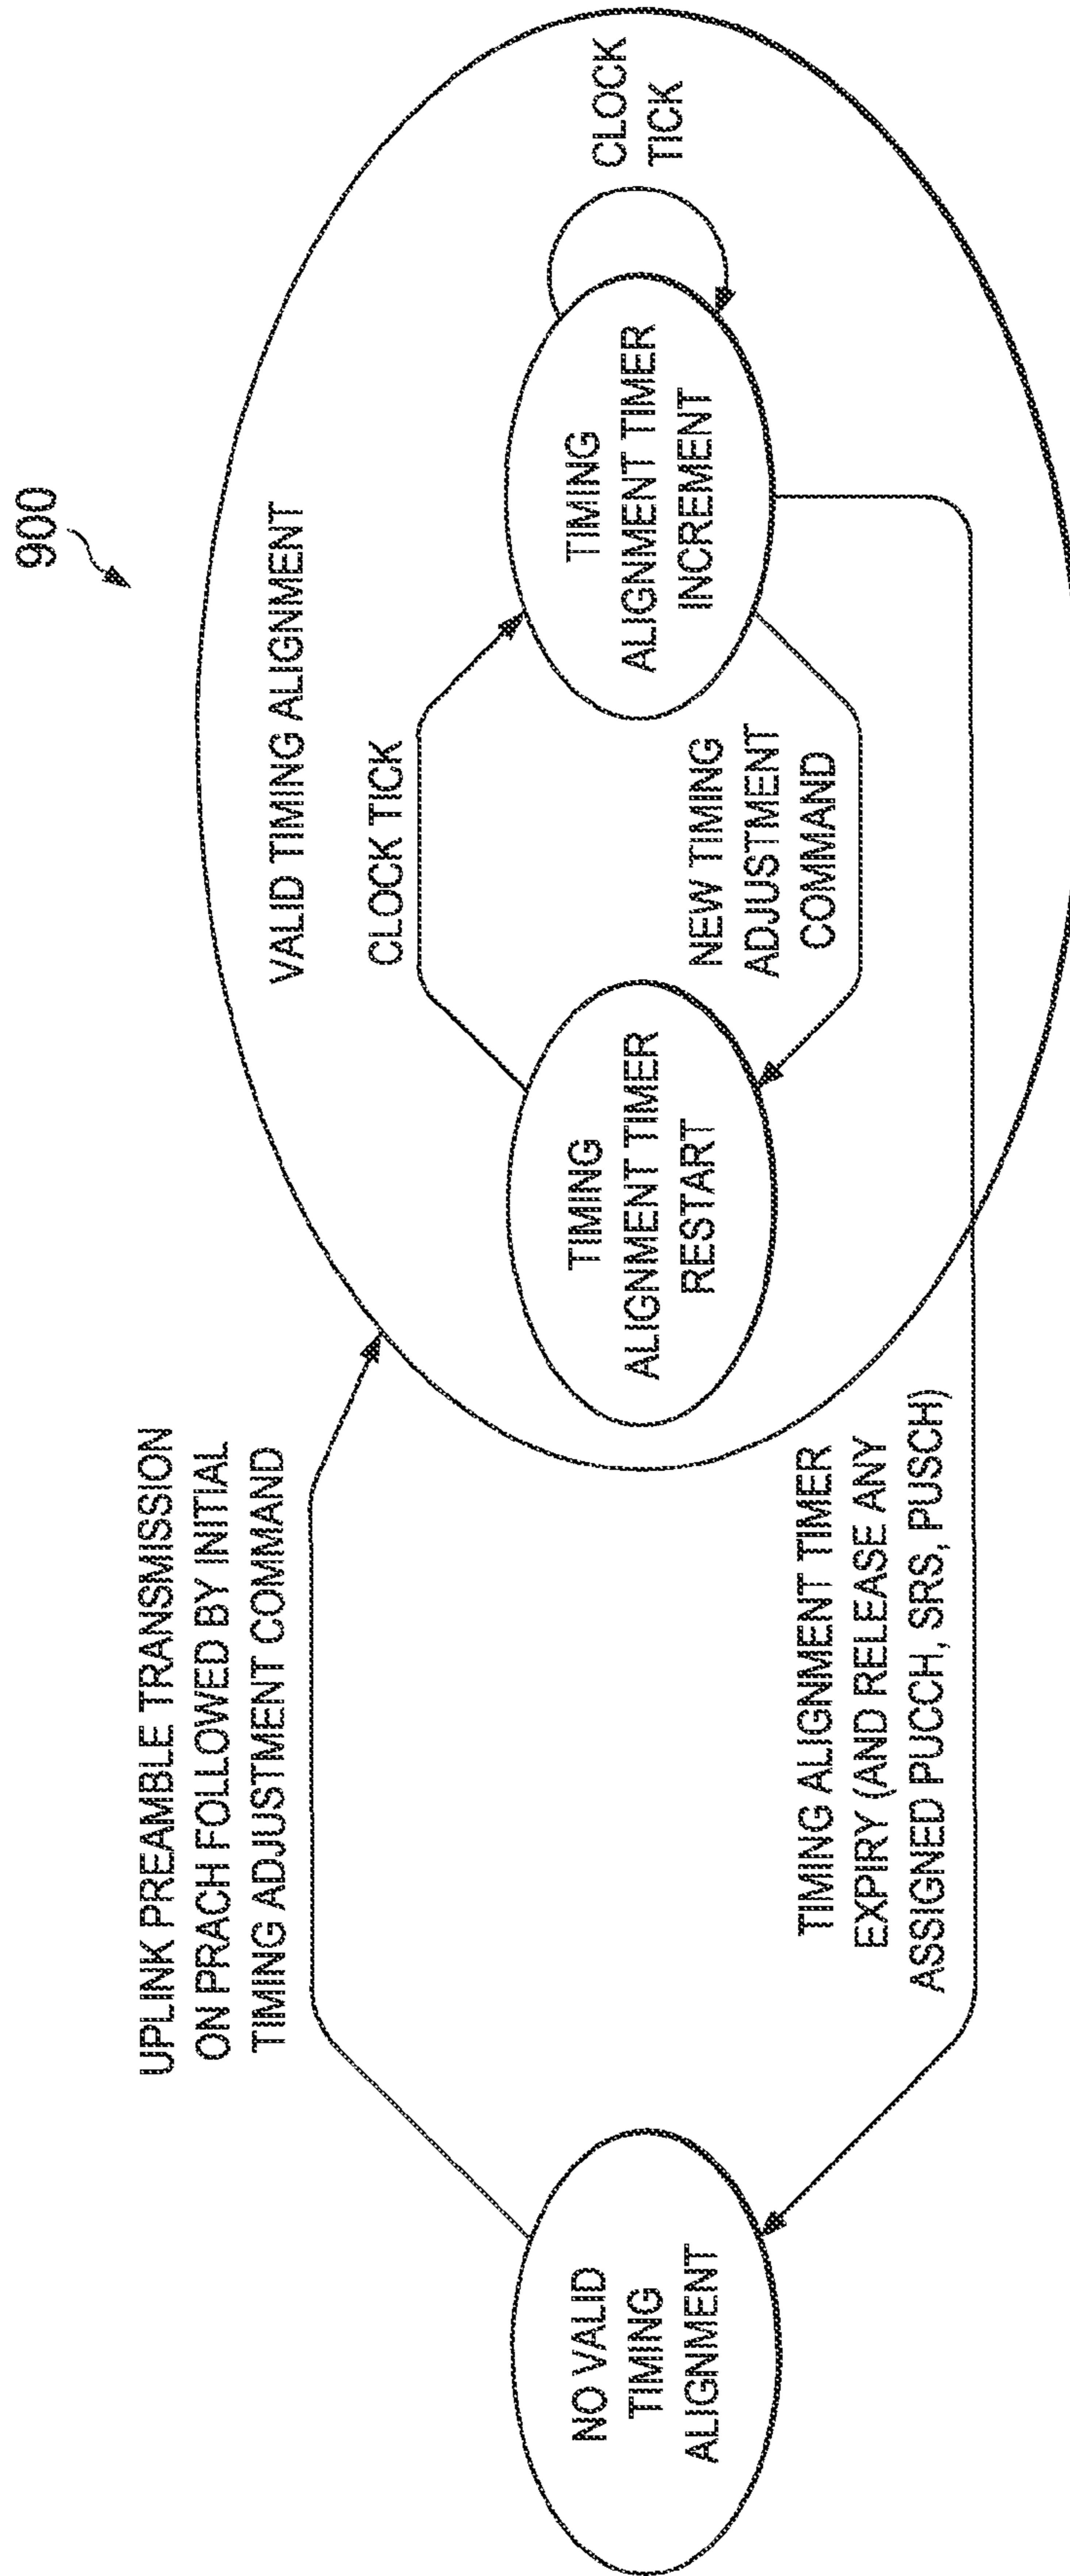 900
UPLINK PREAMBLE TRANSMISSION
ON PRACH FOLLOWED BY INITIAL
TIMING ADJUSTMENT COMMAND
VALID TIMING ALIGNMENT
CLOCK TICK
CLOCK
TICK
NO VALID
TIMING
ALIGNMENT
TIMING
ALIGNMENT TIMER
RESTART
TIMING
ALIGNMENT TIMER
INCREMENT
NEW TIMING
ADJUSTMENT
COMMAND
TIMING ALIGNMENT TIMER
EXPIRY (AND RELEASE ANY
ASSIGNED PUCCH, SRS, PUSCH)